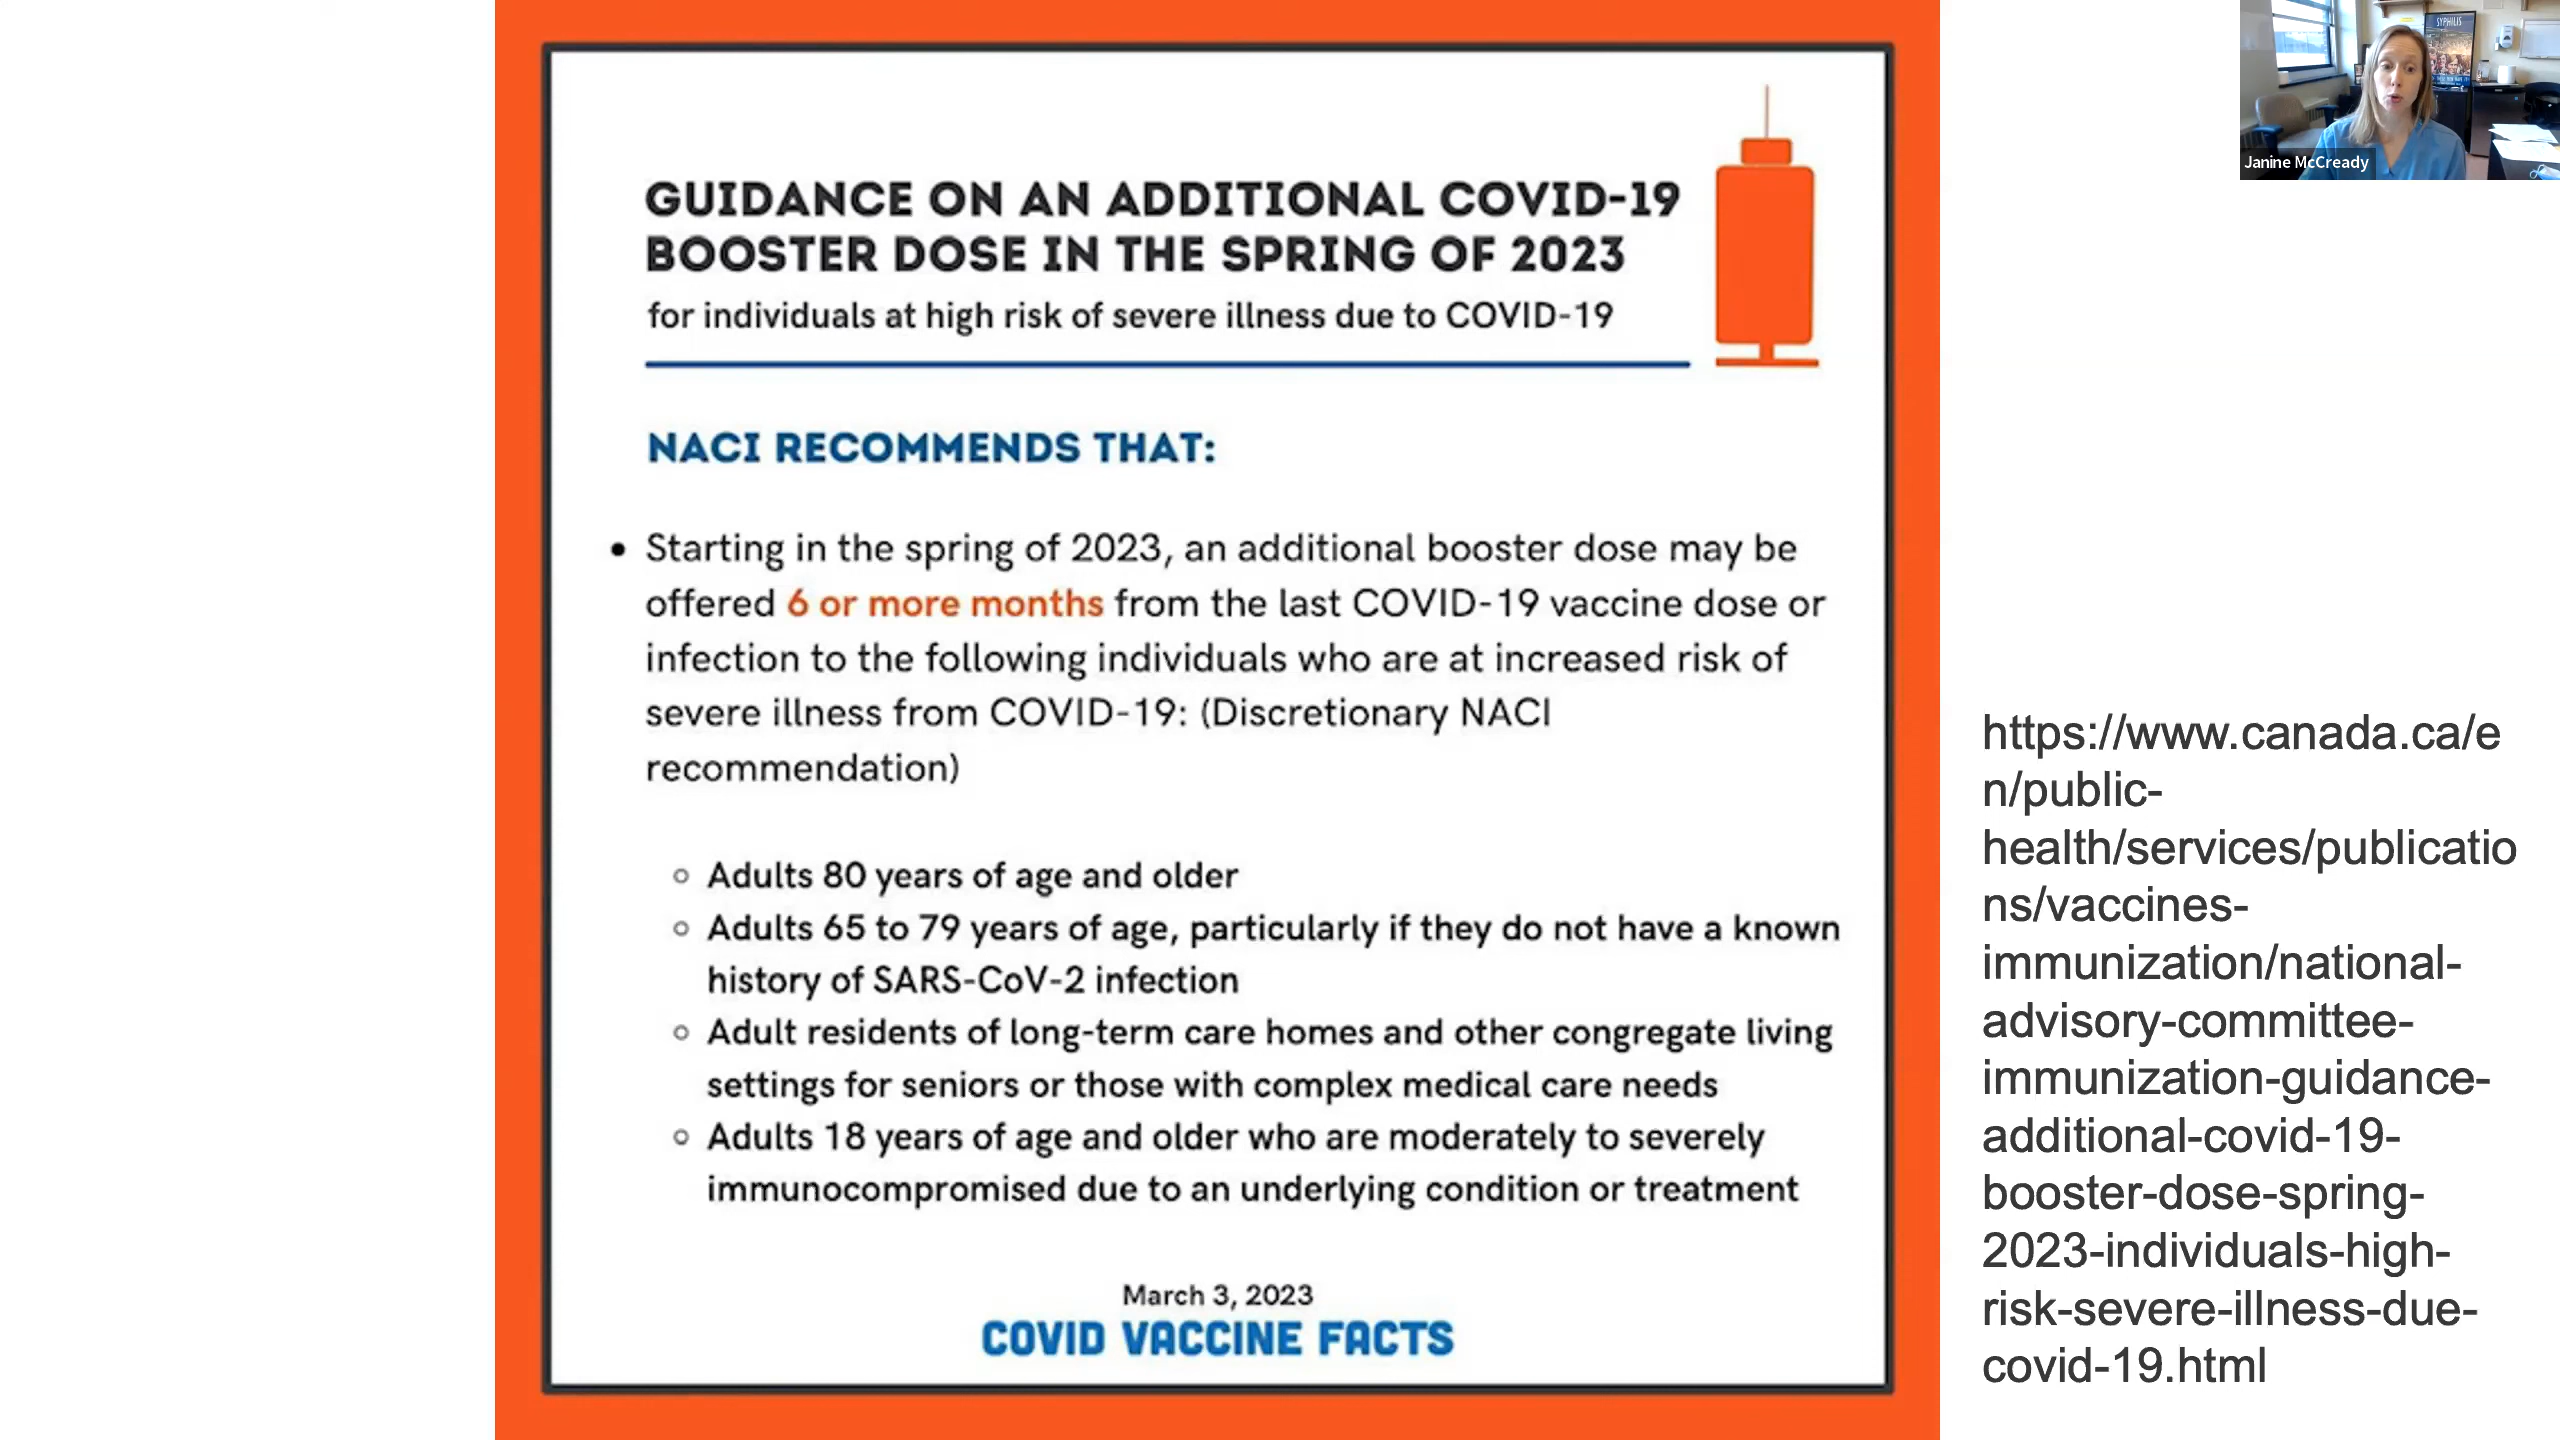 GUIDANCE ON AN ADDITIONAL COVID-19
BOOSTER DOSE IN THE SPRING OF 2023
for individuals at high risk of severe illness due to COVID-19
NACI RECOMMENDS THAT:
• Starting in the spring of 2023, an additional booster dose may be
offered 6 or more months from the last COVID-19 vaccine dose or
infection to the following individuals who are at increased risk of
severe illness from COVID-19: (Discretionary NACI
recommendation)
◦ Adults 80 years of age and older
◦ Adults 65 to 79 years of age, particularly if they do not have a known
history of SARS-CoV-2 infection
◦ Adult residents of long-term care homes and other congregate living
settings for seniors or those with complex medical care needs
◦ Adults 18 years of age and older who are moderately to severely
immunocompromised due to an underlying condition or treatment
March 3, 2023
COVID VACCINE FACTS
SYPHILIS
Janine McCready
https://www.canada.ca/e
n/public-
health/services/publicatio
ns/vaccines-
immunization/national-
advisory-committee-
immunization-guidance-
additional-covid-19-
booster-dose-spring-
2023-individuals-high-
risk-severe-illness-due-
covid-19.html